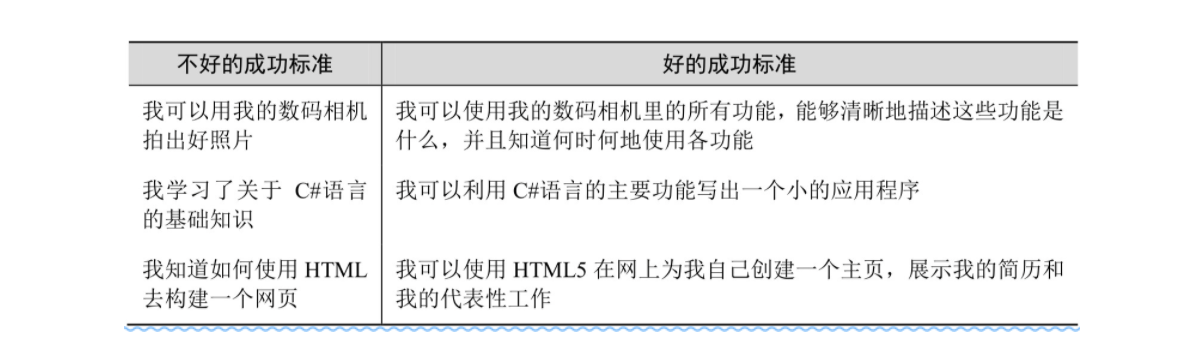 不好的成功标准 好的成功标准
我可以用我的数码相机 我可以使用我的数码相机里的所有功能，能够清晰地描述这些功能是
拍出好照片 什么，并且知道何时何地使用各功能
我学习了关于 C#语言 我可以利用 C#语言的主要功能写出一个小的应用程序
的基础知识
我知道如何使用 HTML 我可以使用 HTML5 在网上为我自己创建一个主页，展示我的简历和
去构建一个网页 我的代表性工作